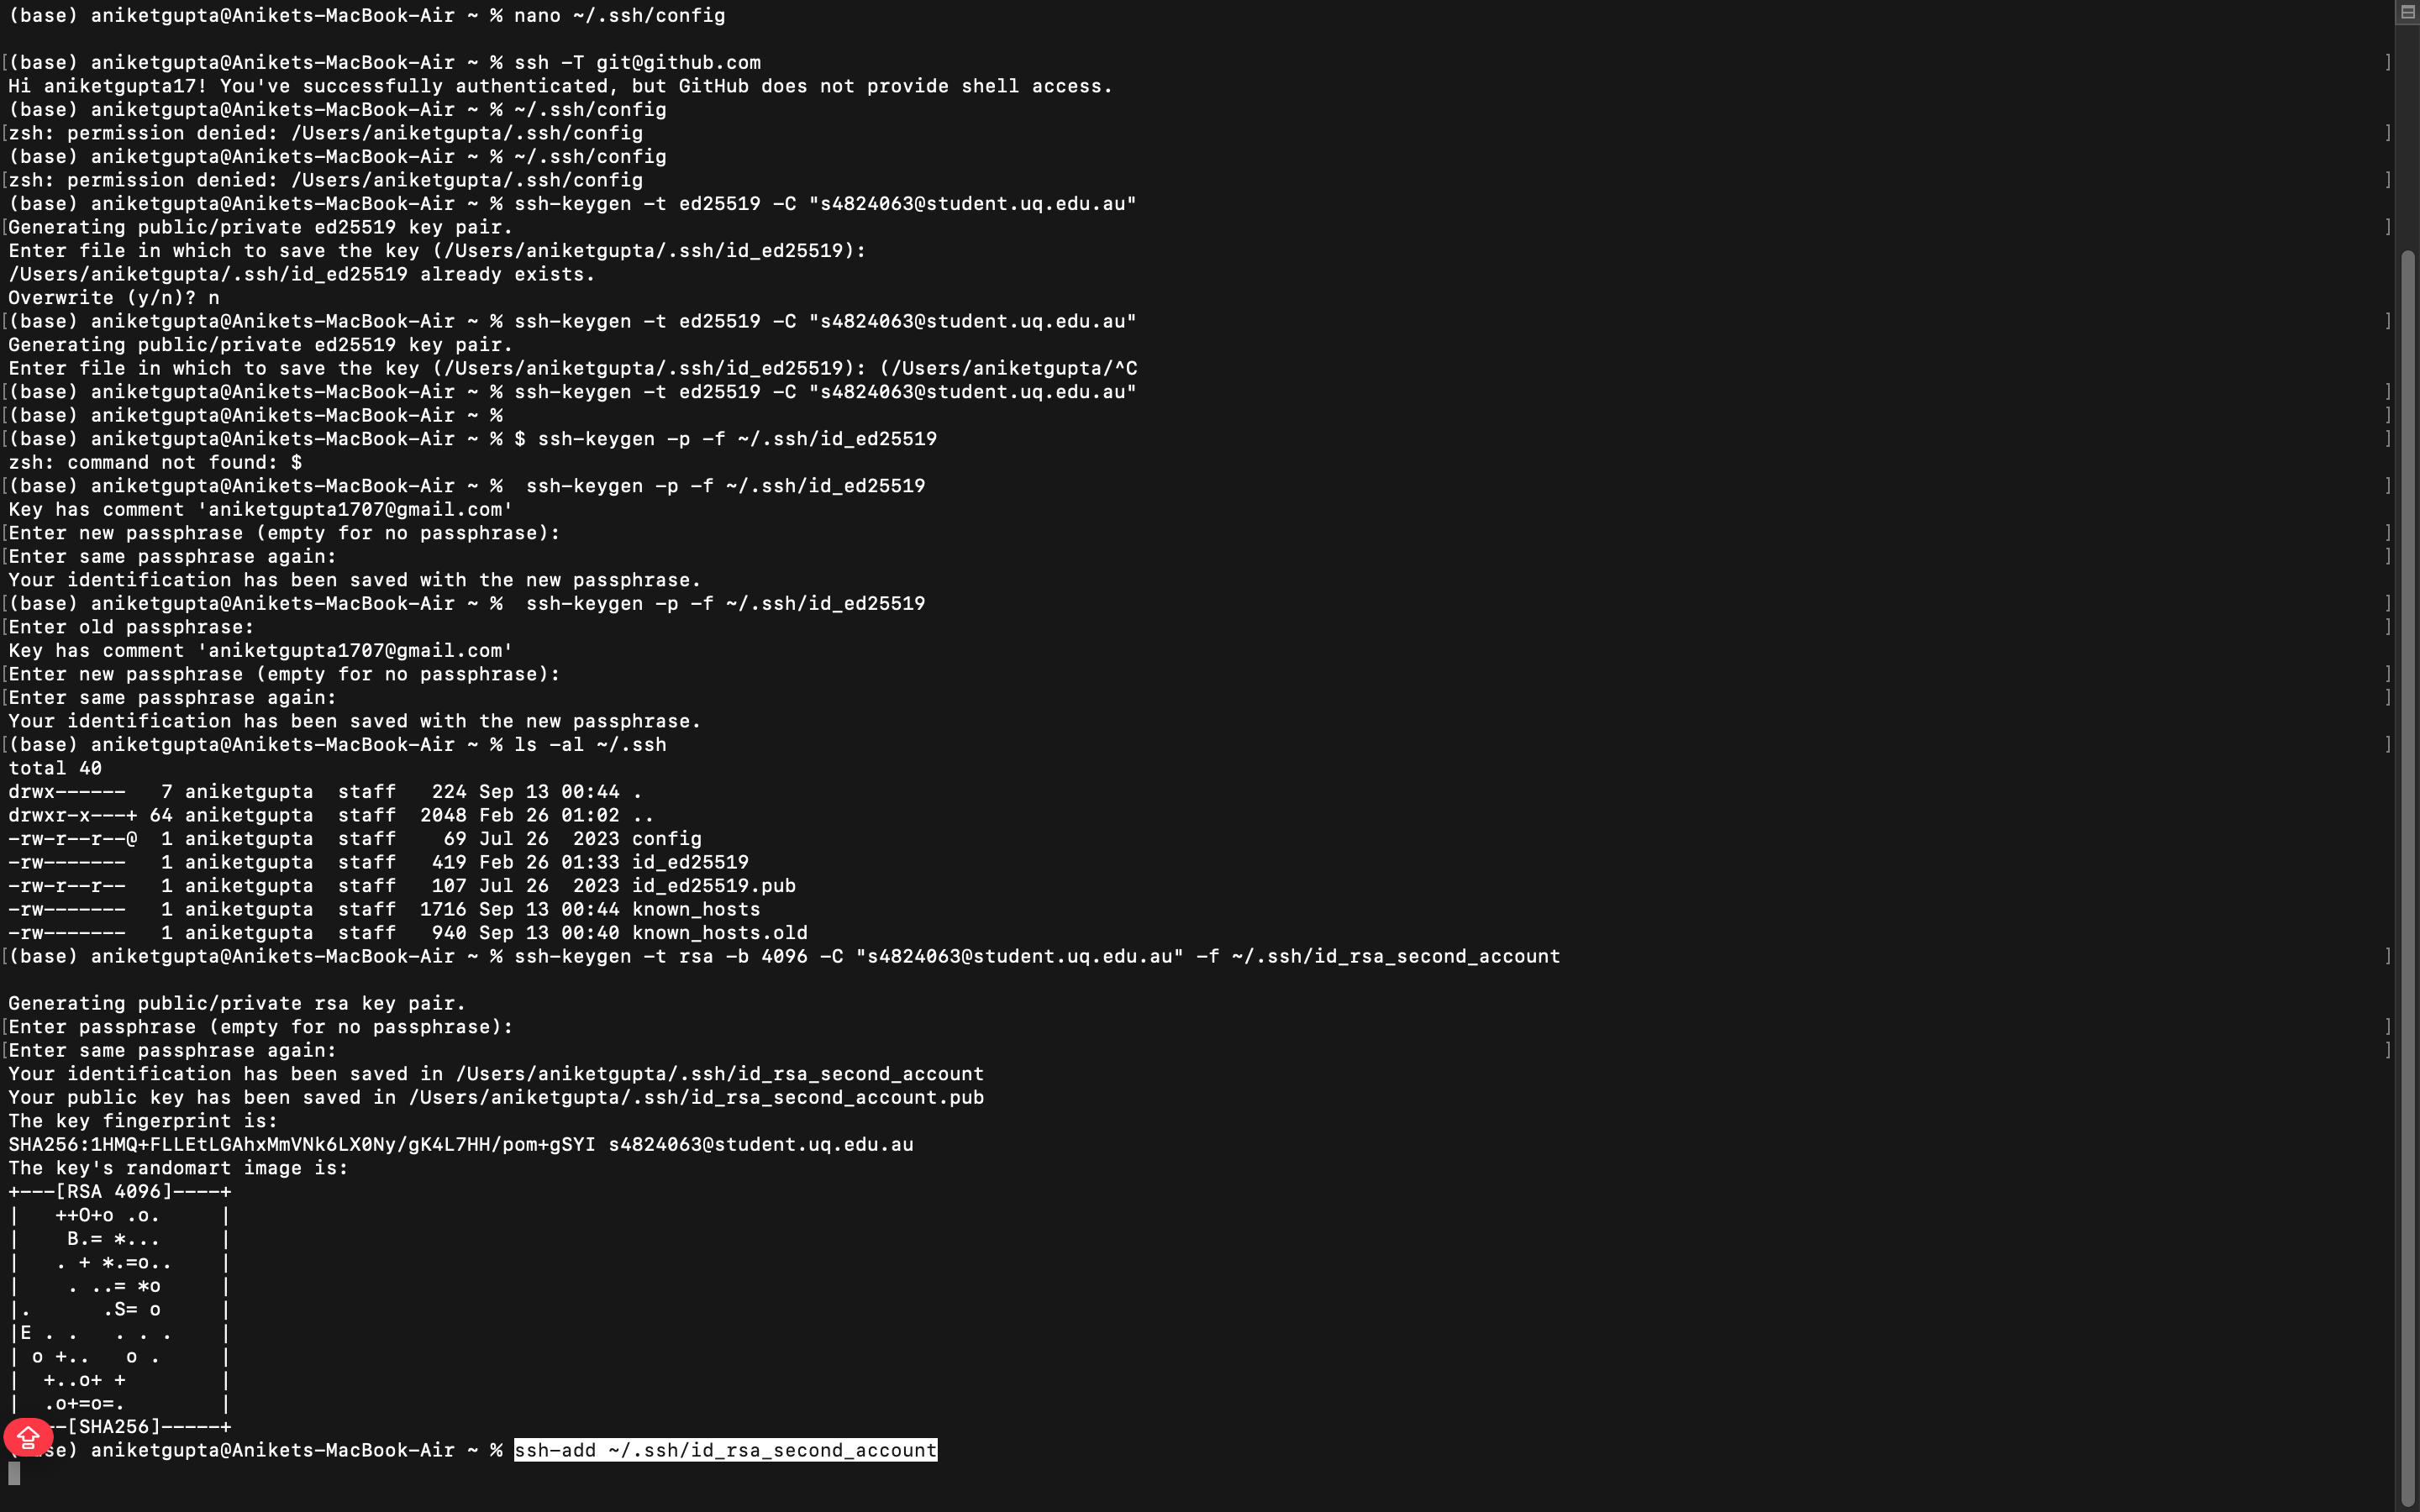 (base) aniketgupta@Anikets-MacBook-Air ~ % nano ~/.ssh/config
[(base) aniketgupta@Anikets-MacBook-Air ~ % ssh -T git@github.com ]
Hi aniketgupta17! You've successfully authenticated, but GitHub does not provide shell access.
(base) aniketgupta@Anikets-MacBook-Air ~ % ~/.ssh/config
[zsh: permission denied: /Users/aniketgupta/.ssh/config ]
(base) aniketgupta@Anikets-MacBook-Air ~ % ~/.ssh/config
[zsh: permission denied: /Users/aniketgupta/.ssh/config ]
(base) aniketgupta@Anikets-MacBook-Air ~ % ssh-keygen -t ed25519 -C "s4824063@student.uq.edu.au"
[Generating public/private ed25519 key pair. ]
Enter file in which to save the key (/Users/aniketgupta/.ssh/id_ed25519):
/Users/aniketgupta/.ssh/id_ed25519 already exists.
Overwrite (y/n)? n
[(base) aniketgupta@Anikets-MacBook-Air ~ % ssh-keygen -t ed25519 -C "s4824063@student.uq.edu.au" ]
Generating public/private ed25519 key pair.
Enter file in which to save the key (/Users/aniketgupta/.ssh/id_ed25519): (/Users/aniketgupta/^C
[(base) aniketgupta@Anikets-MacBook-Air ~ % ssh-keygen -t ed25519 -C "s4824063@student.uq.edu.au" ]
[(base) aniketgupta@Anikets-MacBook-Air ~ % ]
[(base) aniketgupta@Anikets-MacBook-Air ~ % $ ssh-keygen -p -f ~/.ssh/id_ed25519 ]
zsh: command not found: $
[(base) aniketgupta@Anikets-MacBook-Air ~ %  ssh-keygen -p -f ~/.ssh/id_ed25519 ]
Key has comment 'aniketgupta1707@gmail.com'
[Enter new passphrase (empty for no passphrase): ]
[Enter same passphrase again: ]
Your identification has been saved with the new passphrase.
[(base) aniketgupta@Anikets-MacBook-Air ~ %  ssh-keygen -p -f ~/.ssh/id_ed25519 ]
[Enter old passphrase: ]
Key has comment 'aniketgupta1707@gmail.com'
[Enter new passphrase (empty for no passphrase): ]
[Enter same passphrase again: ]
Your identification has been saved with the new passphrase.
[(base) aniketgupta@Anikets-MacBook-Air ~ % ls -al ~/.ssh ]
total 40
drwx------   7 aniketgupta  staff   224 Sep 13 00:44 .
drwxr-x---+ 64 aniketgupta  staff  2048 Feb 26 01:02 ..
-rw-r--r--@  1 aniketgupta  staff    69 Jul 26  2023 config
-rw-------   1 aniketgupta  staff   419 Feb 26 01:33 id_ed25519
-rw-r--r--   1 aniketgupta  staff   107 Jul 26  2023 id_ed25519.pub
-rw-------   1 aniketgupta  staff  1716 Sep 13 00:44 known_hosts
-rw-------   1 aniketgupta  staff   940 Sep 13 00:40 known_hosts.old
[(base) aniketgupta@Anikets-MacBook-Air ~ % ssh-keygen -t rsa -b 4096 -C "s4824063@student.uq.edu.au" -f ~/.ssh/id_rsa_second_account ]
Generating public/private rsa key pair.
[Enter passphrase (empty for no passphrase): ]
[Enter same passphrase again: ]
Your identification has been saved in /Users/aniketgupta/.ssh/id_rsa_second_account
Your public key has been saved in /Users/aniketgupta/.ssh/id_rsa_second_account.pub
The key fingerprint is:
SHA256:1HMQ+FLLEtLGAhxMmVNk6LX0Ny/gK4L7HH/pom+gSYI s4824063@student.uq.edu.au
The key's randomart image is:
+---[RSA 4096]----+
|   ++O+o .o.     |
|    B.= *...     |
|   . + *.=o..    |
|    . ..= *o     |
|.      .S= o     |
|E . .   . . .    |
| o +..   o .     |
|  +..o+ +        |
|  .o+=o=.        |
--[SHA256]-----+
se) aniketgupta@Anikets-MacBook-Air ~ % ssh-add ~/.ssh/id_rsa_second_account